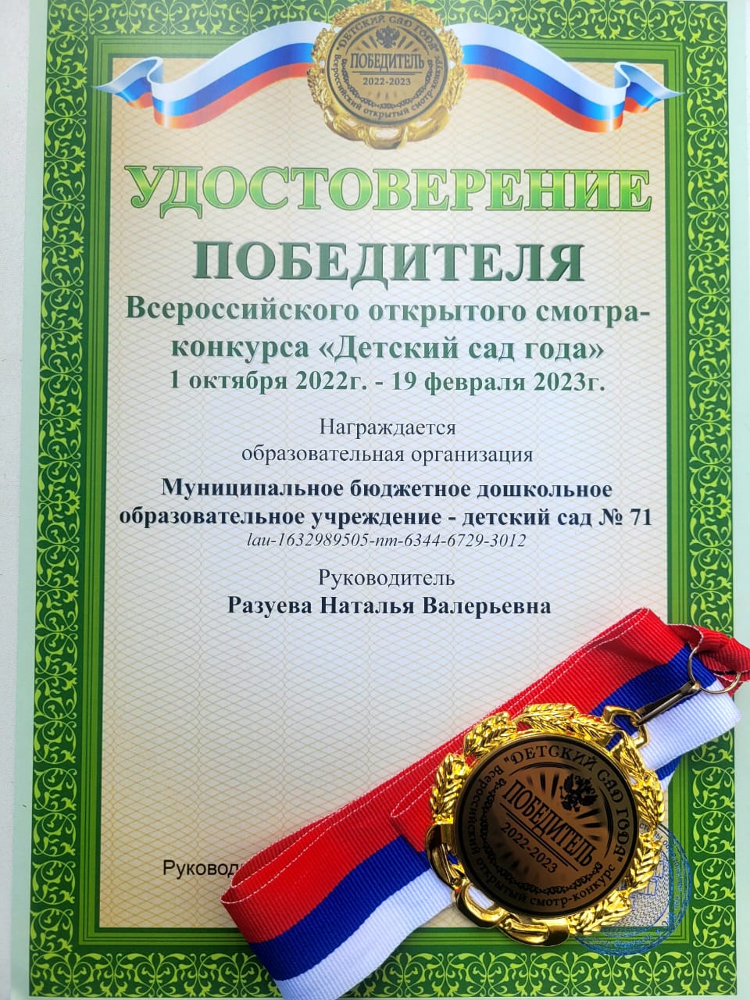 "ДЕТСКИЙ САД ГОДА"
ПОБЕДИТЕЛЬ
2022-2023
Всероссийский открытый смотр-конкурс
УДОСТОВЕРЕНИЕ
ПОБЕДИТЕЛЯ
Всероссийского открытого смотра-
конкурса «Детский сад года»
1 октября 2022г. - 19 февраля 2023г.
Награждается
образовательная организация
Муниципальное бюджетное дошкольное
образовательное учреждение - детский сад № 71
lau-1632989505-nm-6344-6729-3012
Руководитель
Разуева Наталья Валерьевна
"ДЕТСКИЙ САД ГОДА"
ПОБЕДИТЕЛЬ
2022-2023
Всероссийский открытый смотр-конкурс